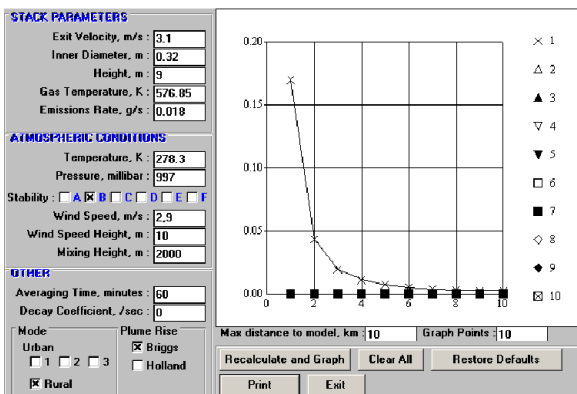 STACK PARAMETERS
Exit Velocity, m/s : 3.1
Inner Diameter, m : 0.32
Height, m : 9
Gas Temperature, K : 576.85
Emissions Rate, g/s : 0.018
ATMOSPHERIC CONDITIONS
Temperature, K : 278.3
Pressure, millibar : 997
Stability : A B C D E F
Wind Speed, m/s : 2,9
Wind Speed Height, m : 10
Mixing Height, m : 2000
OTHER
Averaging Time, minutes : 60
Decay Coefficient, /sec : 0
Mode
Urban
1 2 3
Rural
Plume Rise
Briggs
Holland
0.20
0.15
0.10
0.05
0.00
0 2 4 6 8 10
1
2
3
4
5
6
7
8
9
10
Max distance to model, km : 10 Graph Points : 10
Recalculate and Graph Clear All Restore Defaults
Print Exit